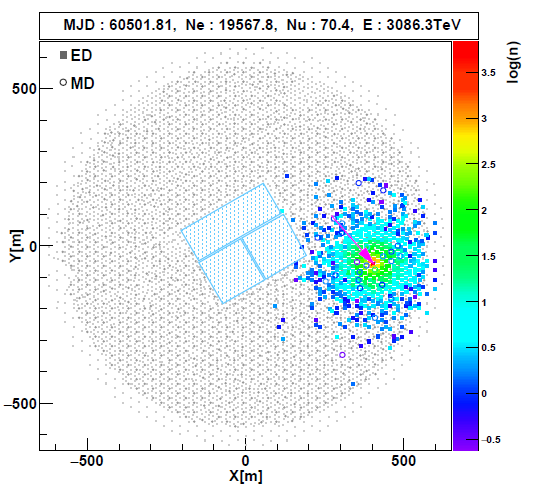 MJD : 60501.81, Ne : 19567.8, Nu : 70.4, E : 3086.3TeV
ED
MD
log(n)
3.5
3
2.5
2
1.5
1
0.5
0
−0.5
Y[m]
500
0
−500
−500
0
500
X[m]